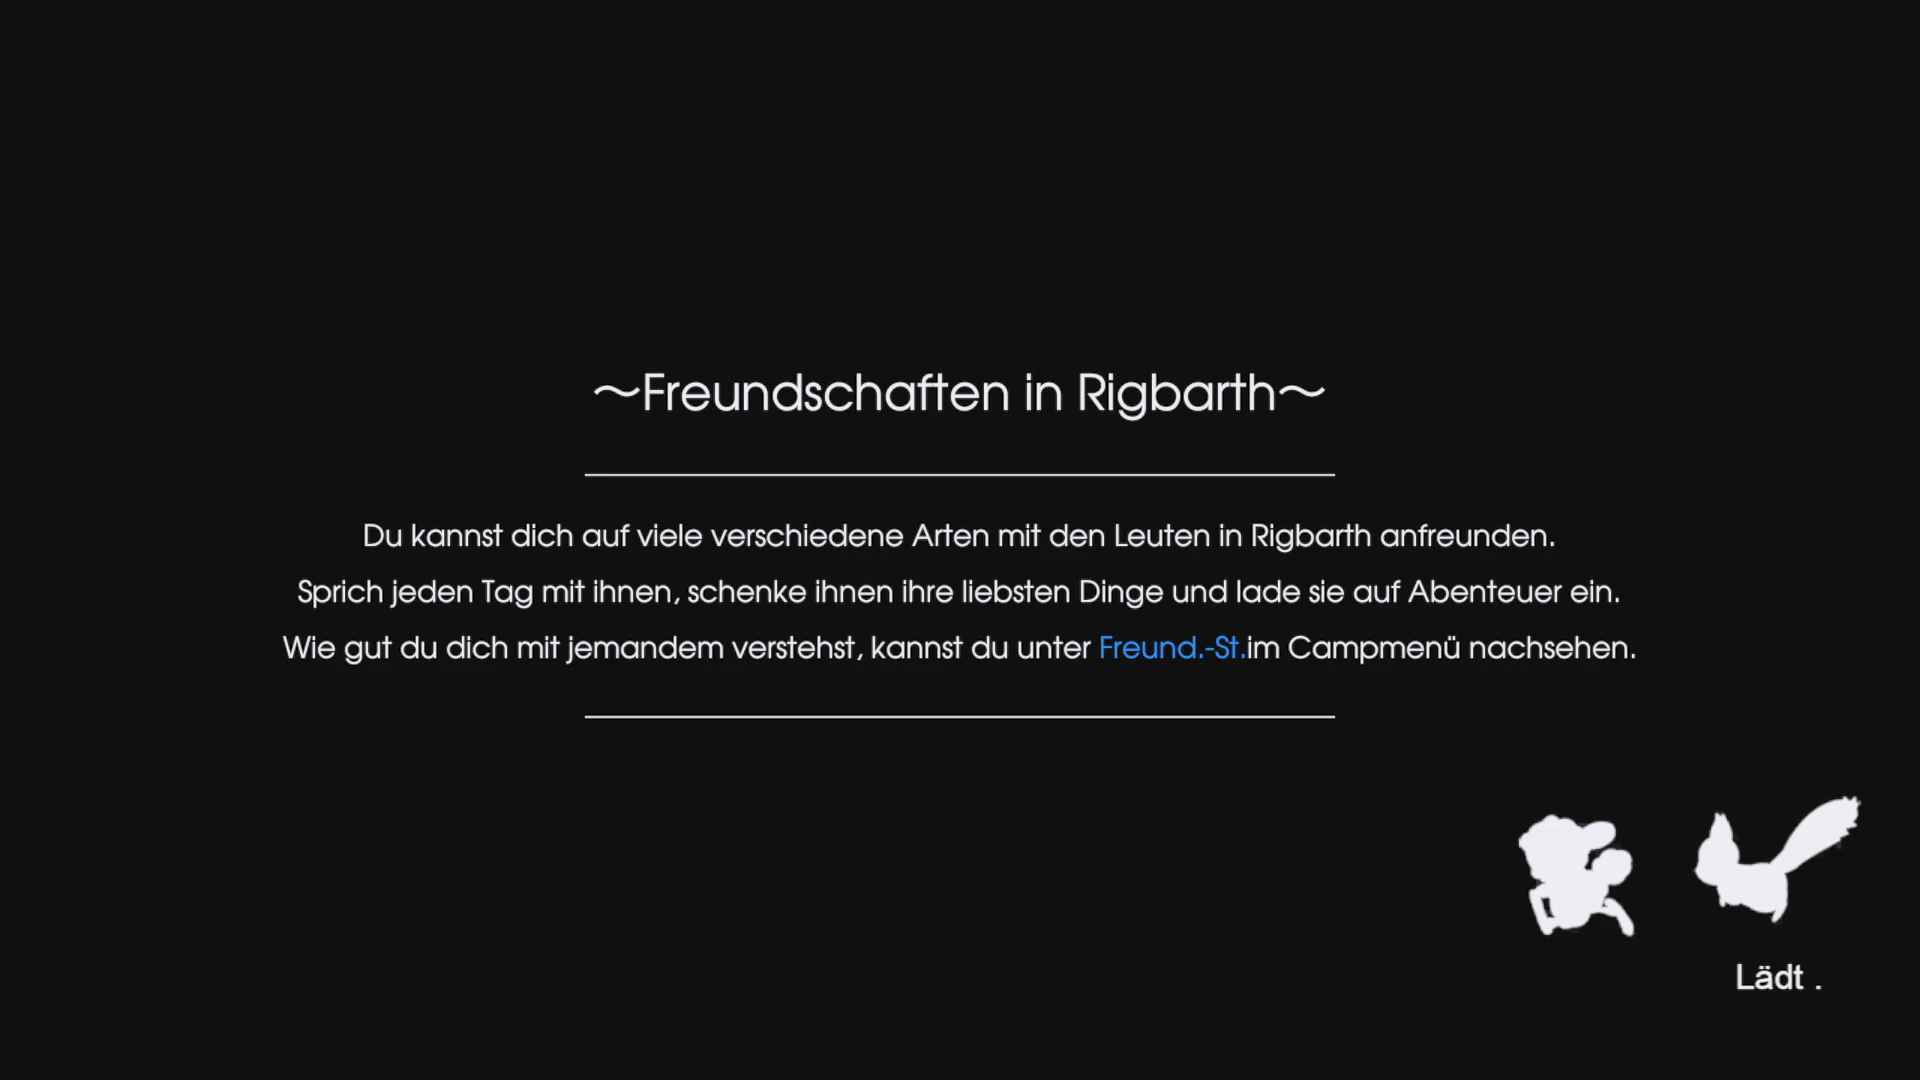 ～Freundschaften in Rigbarth～
Du kannst dich auf viele verschiedene Arten mit den Leuten in Rigbarth anfreunden.
Sprich jeden Tag mit ihnen, schenke ihnen ihre liebsten Dinge und lade sie auf Abenteuer ein.
Wie gut du dich mit jemandem verstehst, kannst du unter Freund.-St.im Campmenü nachsehen.
Lädt .